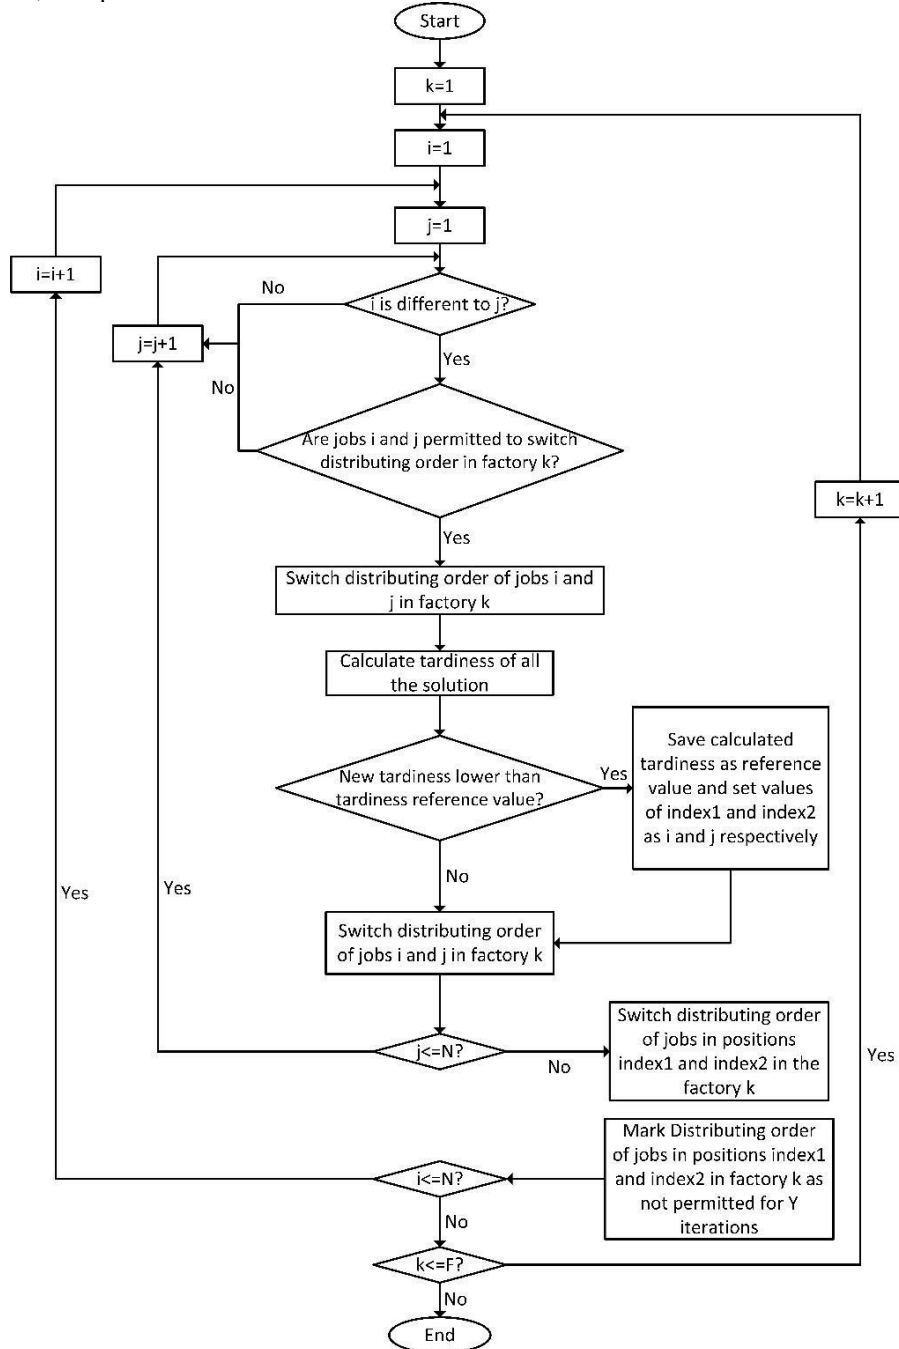 Start
k=1
i=1
j=1
i=i+1
No
i is different to j?
j=j+1
Yes
No
Are jobs i and j permitted to switch
distributing order in factory k?
k=k+1
Yes
Switch distributing order of jobs i and
j in factory k
Calculate tardiness of all
the solution
Save calculated
tardiness as reference
value and set values
of index1 and index2
as i and j respectively
New tardiness lower than
tardiness reference value?
Yes
No
Yes
Yes
Switch distributing order
of jobs i and j in factory k
Switch distributing order
of jobs in positions
index1 and index2 in the
factory k
j<=N?
No
Yes
Mark Distributing order
of jobs in positions index1
and index2 in factory k as
not permitted for Y
iterations
i<=N?
No
k<=F?
No
End